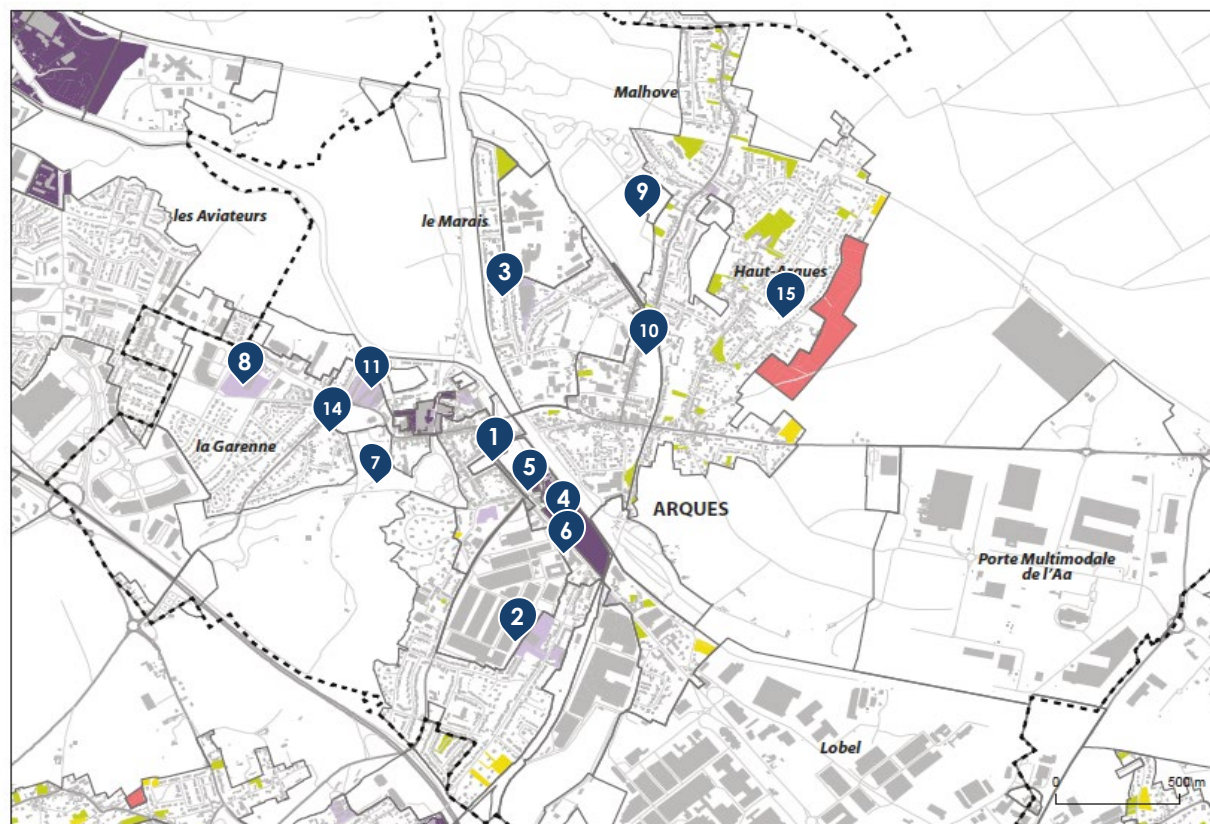 Malhove
9
les Aviateurs
le Marais
3
Haut-Arques
15
10
8
11
14
1
la Garenne
7
5
4
ARQUES
6
Porte Multimodale
de l'Aa
2
Lobel
0
500 m